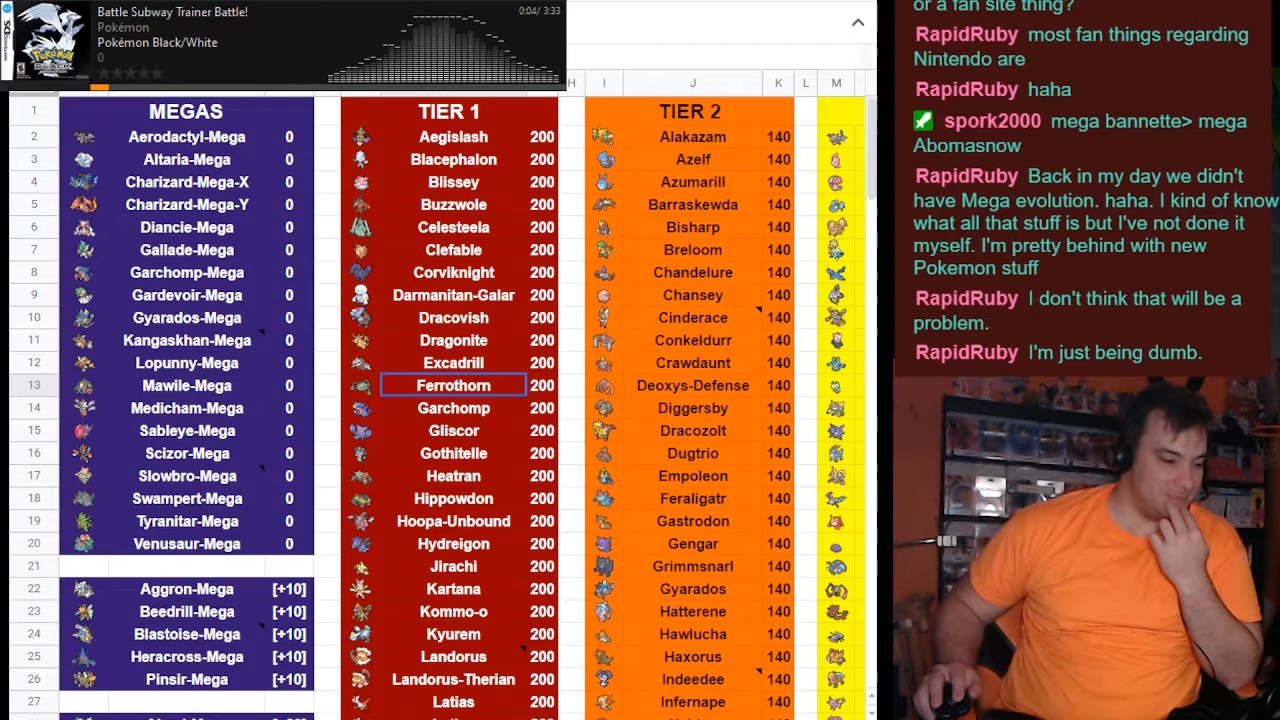 Battle Subway Trainer Battle!
0:04/ 3:33
Pokémon
Pokémon Black/White
0
H I J K L M
1 MEGAS TIER 1 TIER 2
2 Aerodactyl-Mega 0 Aegislash 200 Alakazam 140
3 Altaria-Mega 0 Blacephalon 200 Azelf 140
4 Charizard-Mega-X 0 Blissey 200 Azumarill 140
5 Charizard-Mega-Y 0 Buzzwole 200 Barraskewda 140
6 Diancie-Mega 0 Celesteela 200 Bisharp 140
7 Gallade-Mega 0 Clefable 200 Breloom 140
8 Garchomp-Mega 0 Corviknight 200 Chandelure 140
9 Gardevoir-Mega 0 Darmanitan-Galar 200 Chansey 140
10 Gyarados-Mega 0 Dracovish 200 Cinderace 140
11 Kangaskhan-Mega 0 Dragonite 200 Conkeldurr 140
12 Lopunny-Mega 0 Excadrill 200 Crawdaunt 140
13 Mawile-Mega 0 Ferrothorn 200 Deoxys-Defense 140
14 Medicham-Mega 0 Garchomp 200 Diggersby 140
15 Sableye-Mega 0 Gliscor 200 Dracozolt 140
16 Scizor-Mega 0 Gothitelle 200 Dugtrio 140
17 Slowbro-Mega 0 Heatran 200 Empoleon 140
18 Swampert-Mega 0 Hippowdon 200 Feraligatr 140
19 Tyranitar-Mega 0 Hoopa-Unbound 200 Gastrodon 140
20 Venusaur-Mega 0 Hydreigon 200 Gengar 140
21 Jirachi 200 Grimmsnarl 140
22 Aggron-Mega [+10] Kartana 200 Gyarados 140
23 Beedrill-Mega [+10] Kommo-o 200 Hatterene 140
24 Blastoise-Mega [+10] Kyurem 200 Hawlucha 140
25 Heracross-Mega [+10] Landorus 200 Haxorus 140
26 Pinsir-Mega [+10] Landorus-Therian 200 Indeedee 140
27 Latias 200 Infernape 140
or a fan site thing?
RapidRuby most fan things regarding
Nintendo are
RapidRuby haha
spork2000 mega bannette> mega
Abomasnow
RapidRuby Back in my day we didn't
have Mega evolution. haha. I kind of know
what all that stuff is but I've not done it
myself. I'm pretty behind with new
Pokemon stuff
RapidRuby I don't think that will be a
problem.
RapidRuby I'm just being dumb.